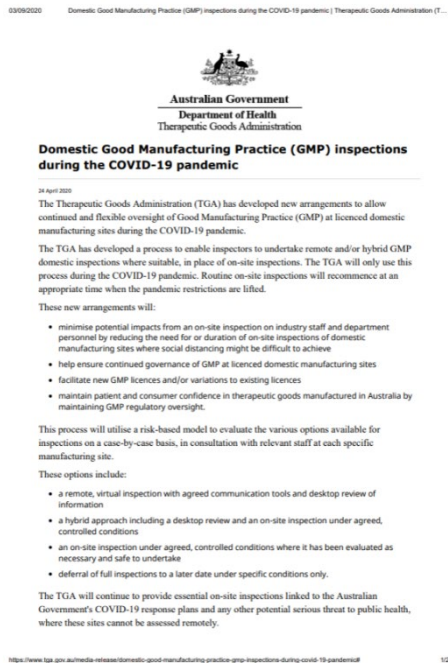 03/09/2020 Domestic Good Manufacturing Practice (GMP) inspections during the COVID-19 pandemic | Therapeutic Goods Administration (T...
Australian Government
Department of Health
Therapeutic Goods Administration
Domestic Good Manufacturing Practice (GMP) inspections
during the COVID-19 pandemic
24 April 2020
The Therapeutic Goods Administration (TGA) has developed new arrangements to allow
continued and flexible oversight of Good Manufacturing Practice (GMP) at licenced domestic
manufacturing sites during the COVID-19 pandemic.
The TGA has developed a process to enable inspectors to undertake remote and/or hybrid GMP
domestic inspections where suitable, in place of on-site inspections. The TGA will only use this
process during the COVID-19 pandemic. Routine on-site inspections will recommence at an
appropriate time when the pandemic restrictions are lifted.
These new arrangements will:
• minimise potential impacts from an on-site inspection on industry staff and department
personnel by reducing the need for or duration of on-site inspections of domestic
manufacturing sites where social distancing might be difficult to achieve
• help ensure continued governance of GMP at licenced domestic manufacturing sites
• facilitate new GMP licences and/or variations to existing licences
• maintain patient and consumer confidence in therapeutic goods manufactured in Australia by
maintaining GMP regulatory oversight.
This process will utilise a risk-based model to evaluate the various options available for
inspections on a case-by-case basis, in consultation with relevant staff at each specific
manufacturing site.
These options include:
• a remote, virtual inspection with agreed communication tools and desktop review of
information
• a hybrid approach including a desktop review and an on-site inspection under agreed,
controlled conditions
• an on-site inspection under agreed, controlled conditions where it has been evaluated as
necessary and safe to undertake
• deferral of full inspections to a later date under specific conditions only.
The TGA will continue to provide essential on-site inspections linked to the Australian
Government's COVID-19 response plans and any other potential serious threat to public health,
where these sites cannot be assessed remotely.
https://www.tga.gov.au/media-release/domestic-good-manufacturing-practice-gmp-inspections-during-covid-19-pandemic# 1/2